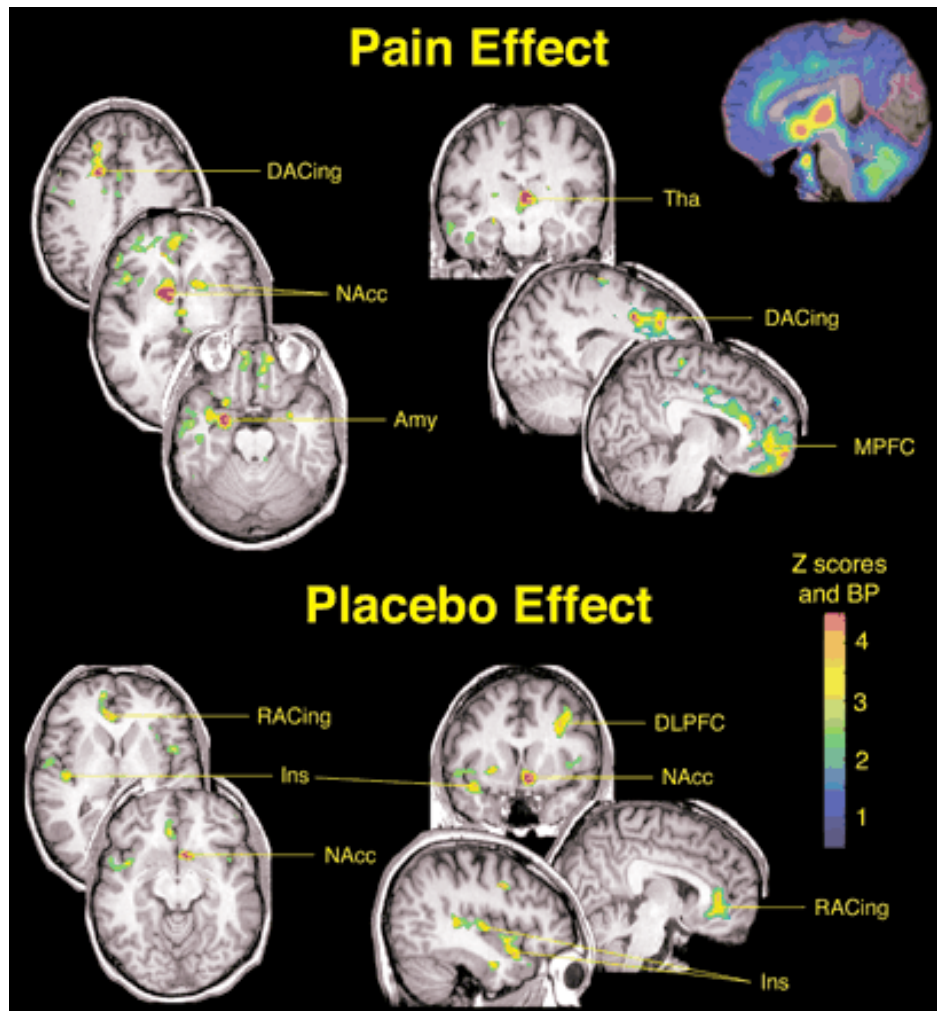 Pain Effect
DACing
Tha
NAcc
DACing
Amy
MPFC
Z scores
and BP
Placebo Effect
4
3
2
1
RACing
DLPFC
Ins
NAcc
NAcc
RACing
Ins